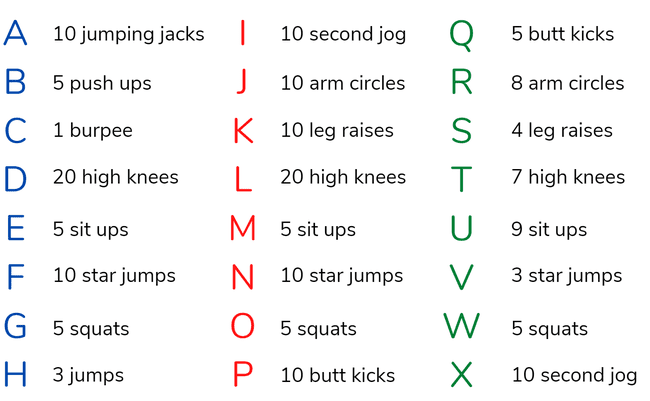 A 10 jumping jacks I 10 second jog Q 5 butt kicks
B 5 push ups J 10 arm circles R 8 arm circles
C 1 burpee K 10 leg raises S 4 leg raises
D 20 high knees L 20 high knees T 7 high knees
E 5 sit ups M 5 sit ups U 9 sit ups
F 10 star jumps N 10 star jumps V 3 star jumps
G 5 squats O 5 squats W 5 squats
H 3 jumps P 10 butt kicks X 10 second jog